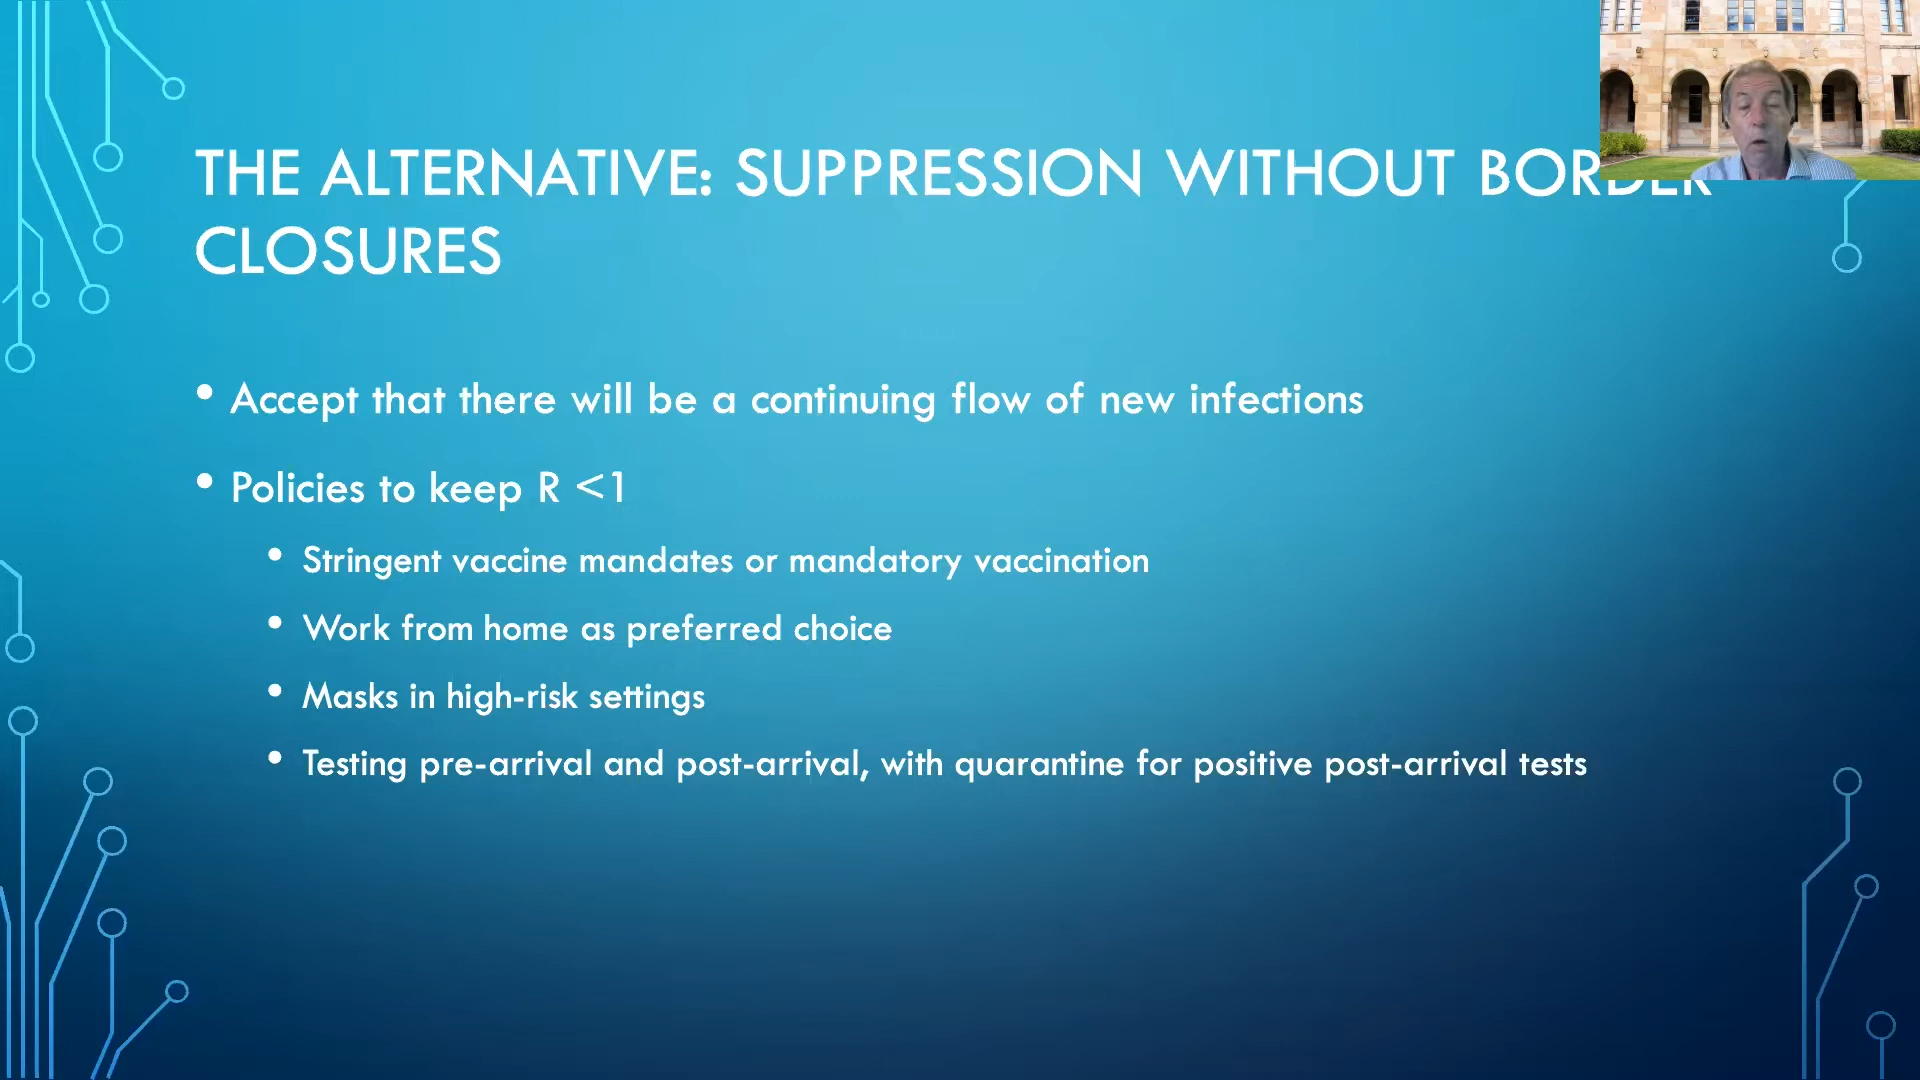 THE ALTERNATIVE: SUPPRESSION WITHOUT BORDER
CLOSURES
• Accept that there will be a continuing flow of new infections
• Policies to keep R <1
• Stringent vaccine mandates or mandatory vaccination
• Work from home as preferred choice
• Masks in high-risk settings
• Testing pre-arrival and post-arrival, with quarantine for positive post-arrival tests